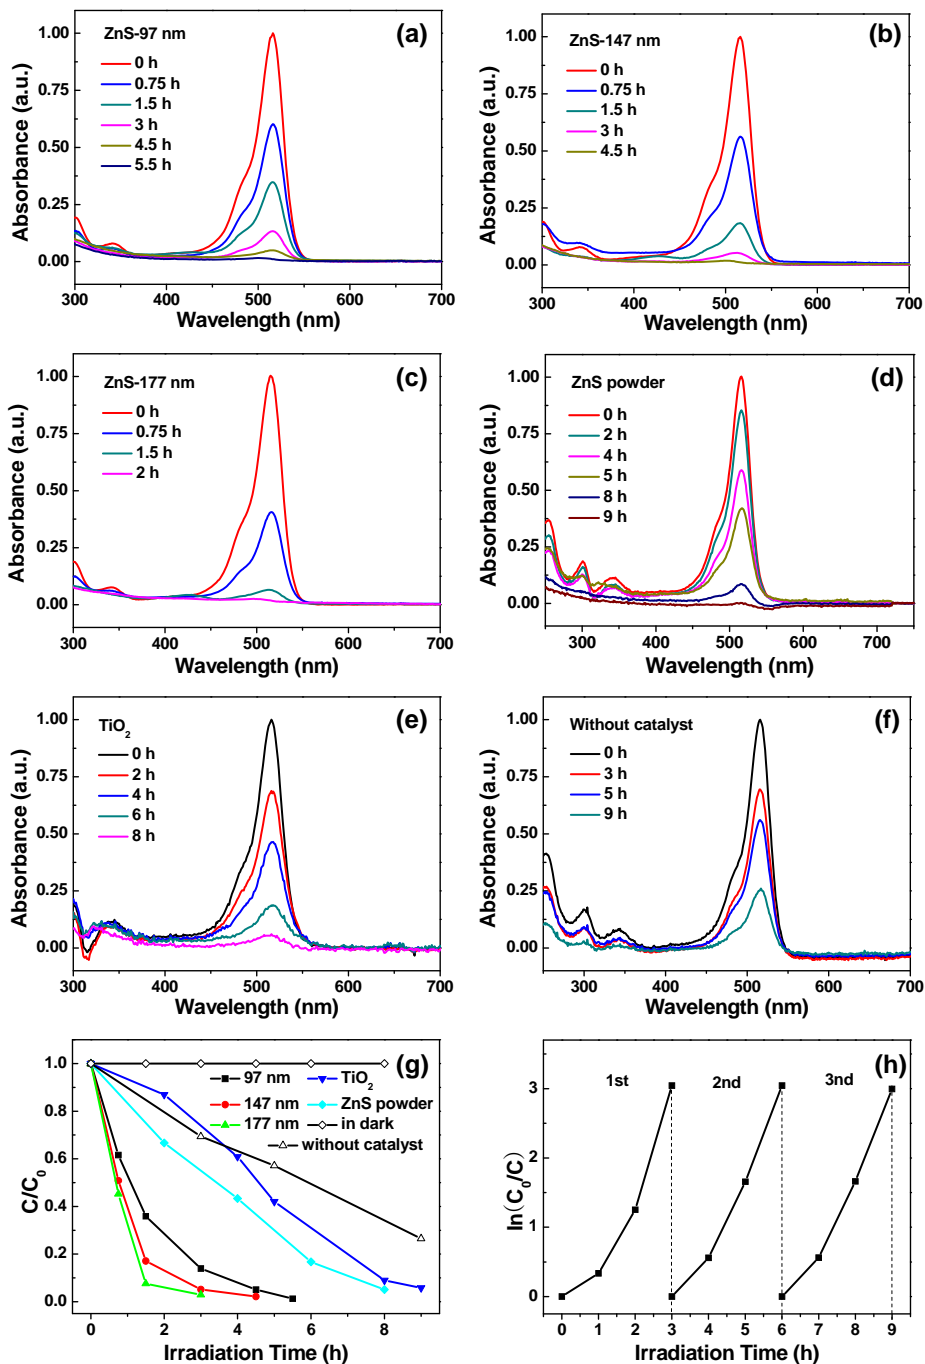 (a)
ZnS-97 nm
0 h
0.75 h
1.5 h
3 h
4.5 h
5.5 h
Absorbance (a.u.)
1.00
0.75
0.50
0.25
0.00
300 400 500 600 700
Wavelength (nm)
(b)
ZnS-147 nm
0 h
0.75 h
1.5 h
3 h
4.5 h
Absorbance (a.u.)
1.00
0.75
0.50
0.25
0.00
300 400 500 600 700
Wavelength (nm)
(c)
ZnS-177 nm
0 h
0.75 h
1.5 h
2 h
Absorbance (a.u.)
1.00
0.75
0.50
0.25
0.00
300 400 500 600 700
Wavelength (nm)
(d)
ZnS powder
0 h
2 h
4 h
5 h
8 h
9 h
Absorbance (a.u.)
1.00
0.75
0.50
0.25
0.00
300 400 500 600 700
Wavelength (nm)
(e)
TiO2
0 h
2 h
4 h
6 h
8 h
Absorbance (a.u.)
1.00
0.75
0.50
0.25
0.00
300 400 500 600 700
Wavelength (nm)
(f)
Without catalyst
0 h
3 h
5 h
9 h
Absorbance (a.u.)
1.00
0.75
0.50
0.25
0.00
300 400 500 600 700
Wavelength (nm)
(g)
97 nm TiO2
147 nm ZnS powder
177 nm in dark
without catalyst
C/C0
1.0
0.8
0.6
0.4
0.2
0.0
0 2 4 6 8
Irradiation Time (h)
(h)
1st 2nd 3nd
ln(C0/C)
3
2
1
0
0 1 2 3 4 5 6 7 8 9
Irradiation Time (h)